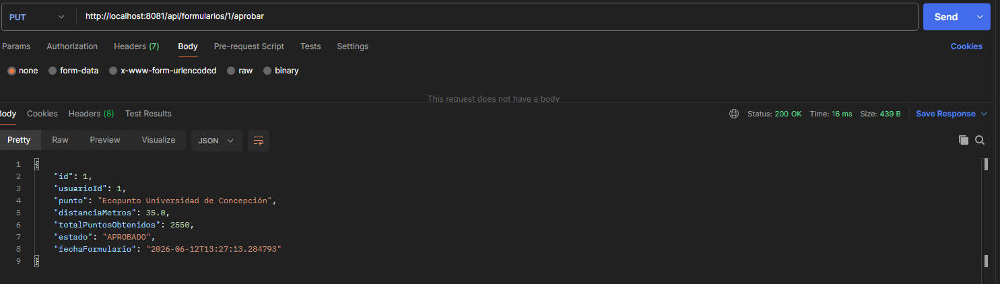 PUT http://localhost:8081/api/formularios/1/aprobar Send
Params Authorization Headers (7) Body Pre-request Script Tests Settings Cookies
none form-data x-www-form-urlencoded raw binary
This request does not have a body
Body Cookies Headers (8) Test Results Status: 200 OK Time: 16 ms Size: 439 B Save Response
Pretty Raw Preview Visualize JSON
1 {
2 "id": 1,
3 "usuarioId": 1,
4 "punto": "Ecopunto Universidad de Concepción",
5 "distanciaMetros": 35.0,
6 "totalPuntosObtenidos": 2550,
7 "estado": "APROBADO",
8 "fechaFormulario": "2026-06-12T13:27:13.284793"
9 }